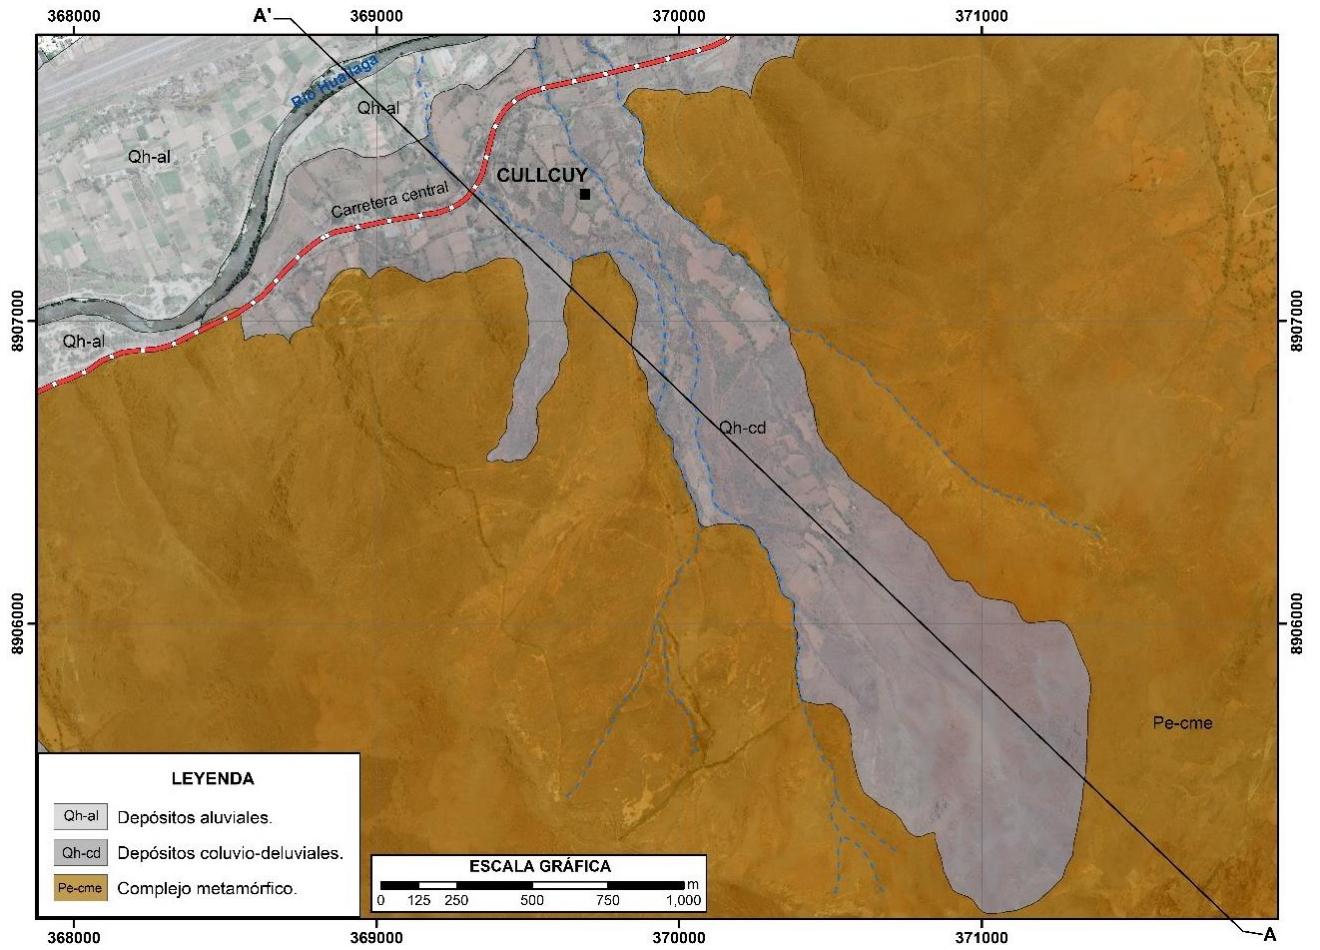 368000
A'
369000
370000
371000
Río Huallaga
Qh-al
Qh-al
CULLCUY
Carretera central
8907000
8907000
Qh-al
Qh-cd
8906000
8906000
Pe-cme
LEYENDA
Qh-al Depósitos aluviales.
Qh-cd Depósitos coluvio-deluviales.
Pe-cme Complejo metamórfico.
ESCALA GRÁFICA
m
0 125 250 500 750 1,000
A
368000
369000
370000
371000